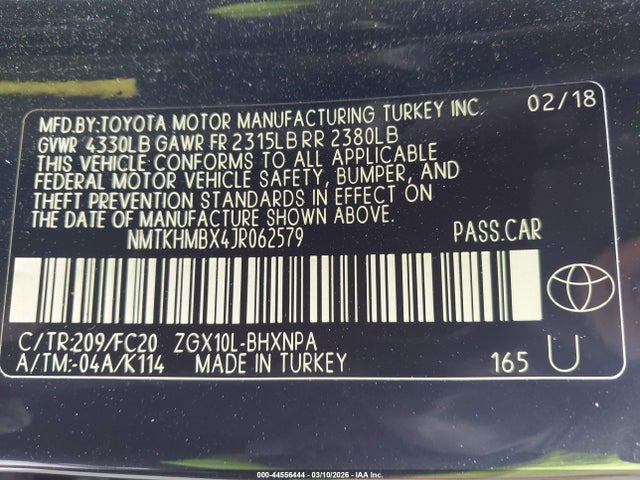 MFD.BY:TOYOTA MOTOR MANUFACTURING TURKEY INC. 02/18
GVWR 4330LB GAWR FR 2315LB RR 2380LB
THIS VEHICLE CONFORMS TO ALL APPLICABLE
FEDERAL MOTOR VEHICLE SAFETY, BUMPER, AND
THEFT PREVENTION STANDARDS IN EFFECT ON
THE DATE OF MANUFACTURE SHOWN ABOVE.
NMTKHMBX4JR062579 PASS.CAR
C/TR:209/FC20 ZGX10L-BHXNPA
A/TM:-04A/K114 MADE IN TURKEY 165 U
000-44556444 - 03/10/2026 - IAA Inc.